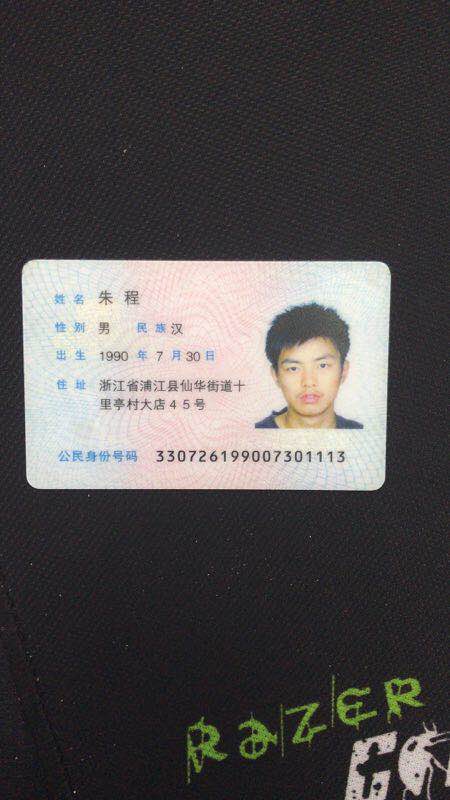 姓名 朱程
性别 男 民族 汉
出生 1990 年 7 月 30 日
住址 浙江省浦江县仙华街道十
里亭村大店45号
公民身份号码 330726199007301113
RAZER